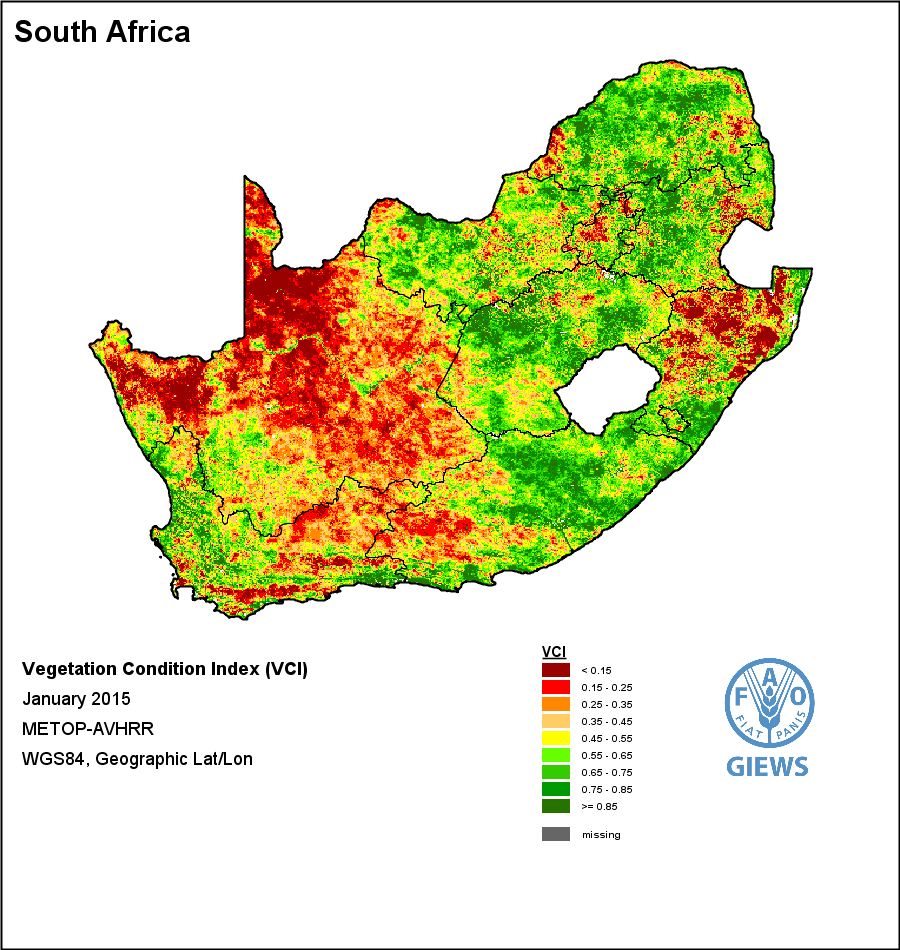 South Africa
Vegetation Condition Index (VCI)
January 2015
METOP-AVHRR
WGS84, Geographic Lat/Lon
VCI
< 0.15
0.15 - 0.25
0.25 - 0.35
0.35 - 0.45
0.45 - 0.55
0.55 - 0.65
0.65 - 0.75
0.75 - 0.85
>= 0.85
missing
F A O
FIAT PANIS
GIEWS